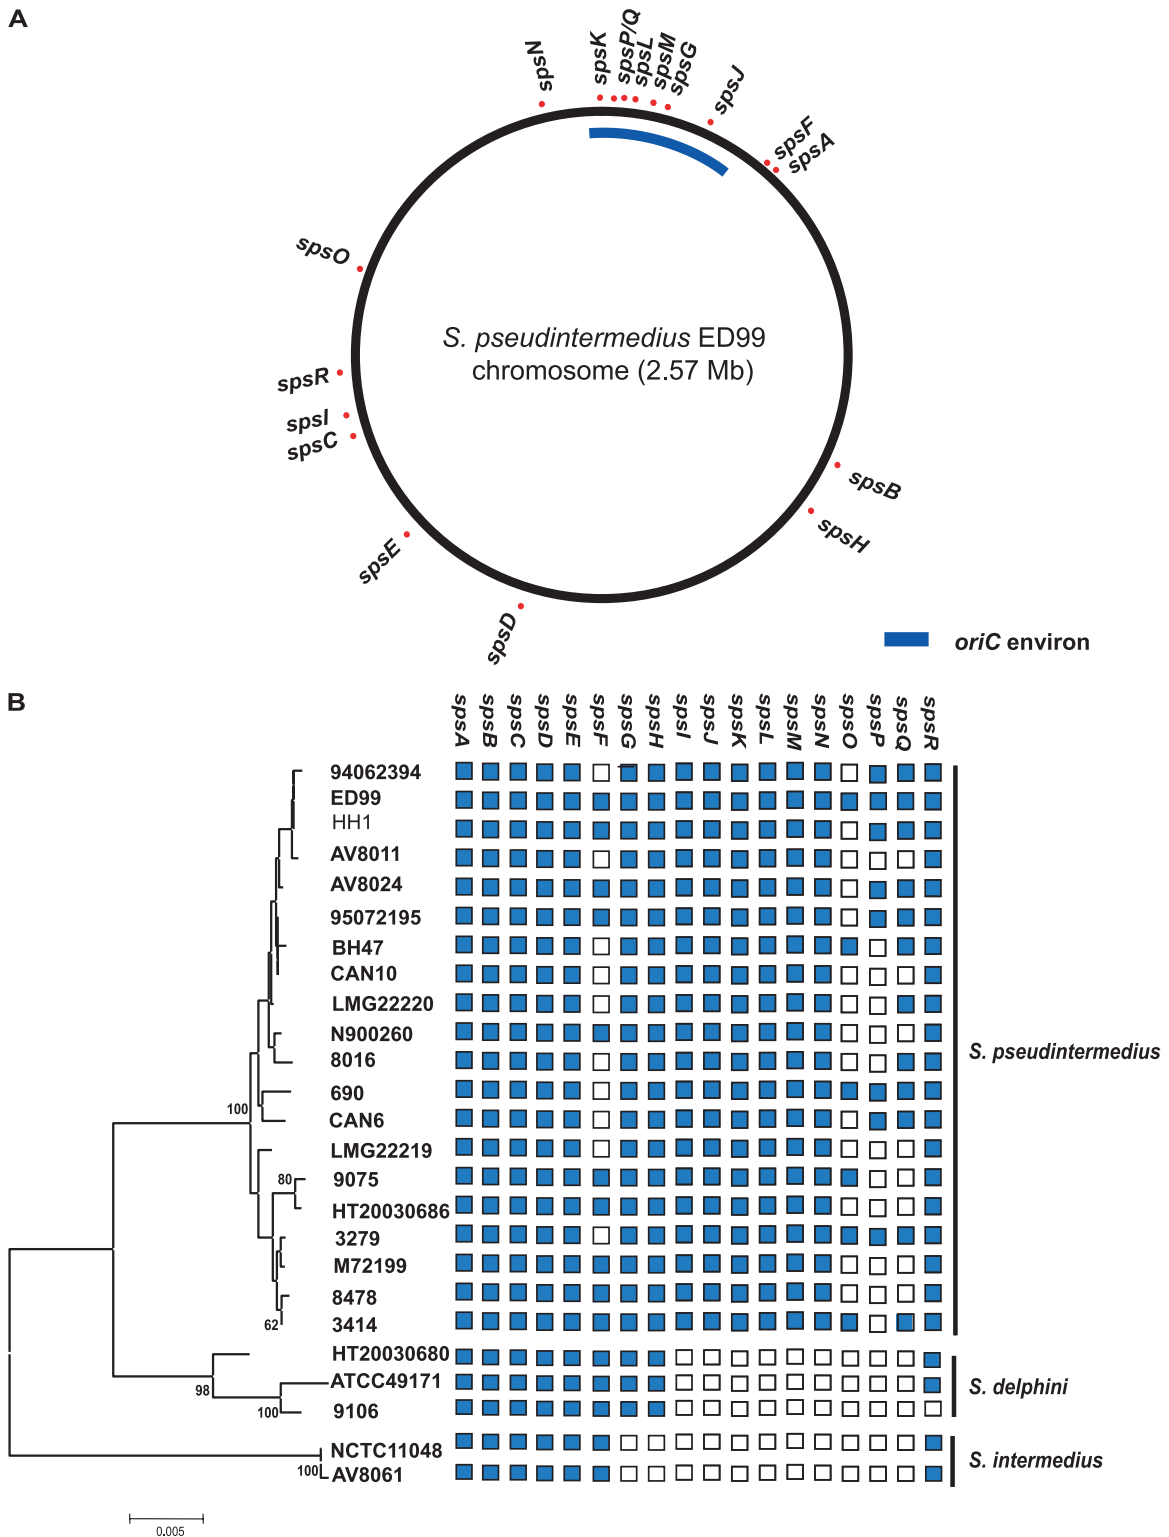 A
spsN
spsK
spsP/Q
spsL
spsM
spsG
spsJ
spsF
spsA
spsO
S. pseudintermedius ED99
chromosome (2.57 Mb)
spsR
spsI
spsC
spsB
spsH
spsE
spsD
oriC environ
B
spsA
spsB
spsC
spsD
spsE
spsF
spsG
spsH
spsI
spsJ
spsK
spsL
spsM
spsN
spsO
spsP
spsQ
spsR
94062394
ED99
HH1
AV8011
AV8024
95072195
BH47
CAN10
LMG22220
N900260
8016
S. pseudintermedius
690
100
CAN6
LMG22219
80
9075
HT20030686
3279
M72199
8478
62
3414
HT20030680
ATCC49171
98
S. delphini
100
9106
NCTC11048
S. intermedius
100
AV8061
0.005